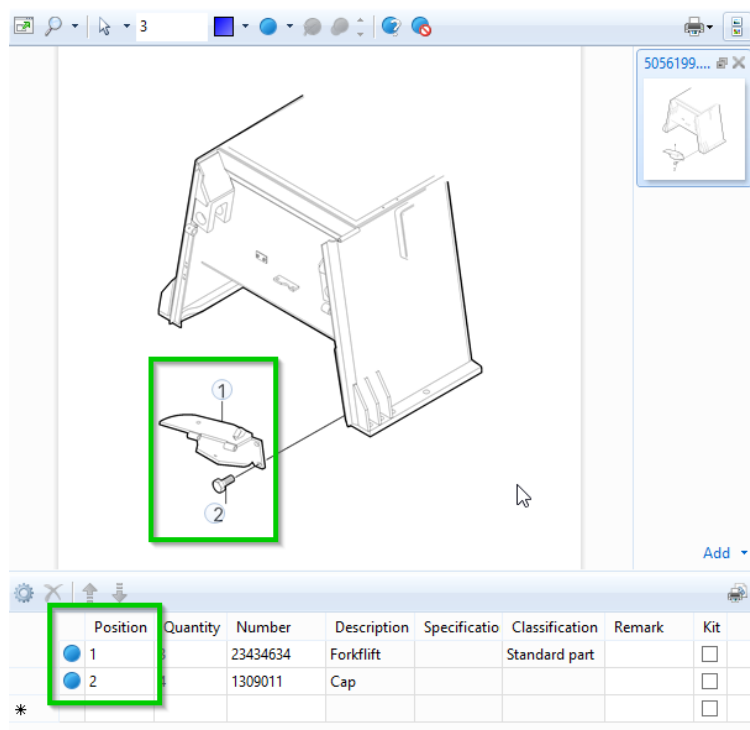 3
5056199....
1
2
Add
Position Quantity Number Description Specificatio Classification Remark Kit
1 23434634 Forkflift Standard part
2 1309011 Cap
*